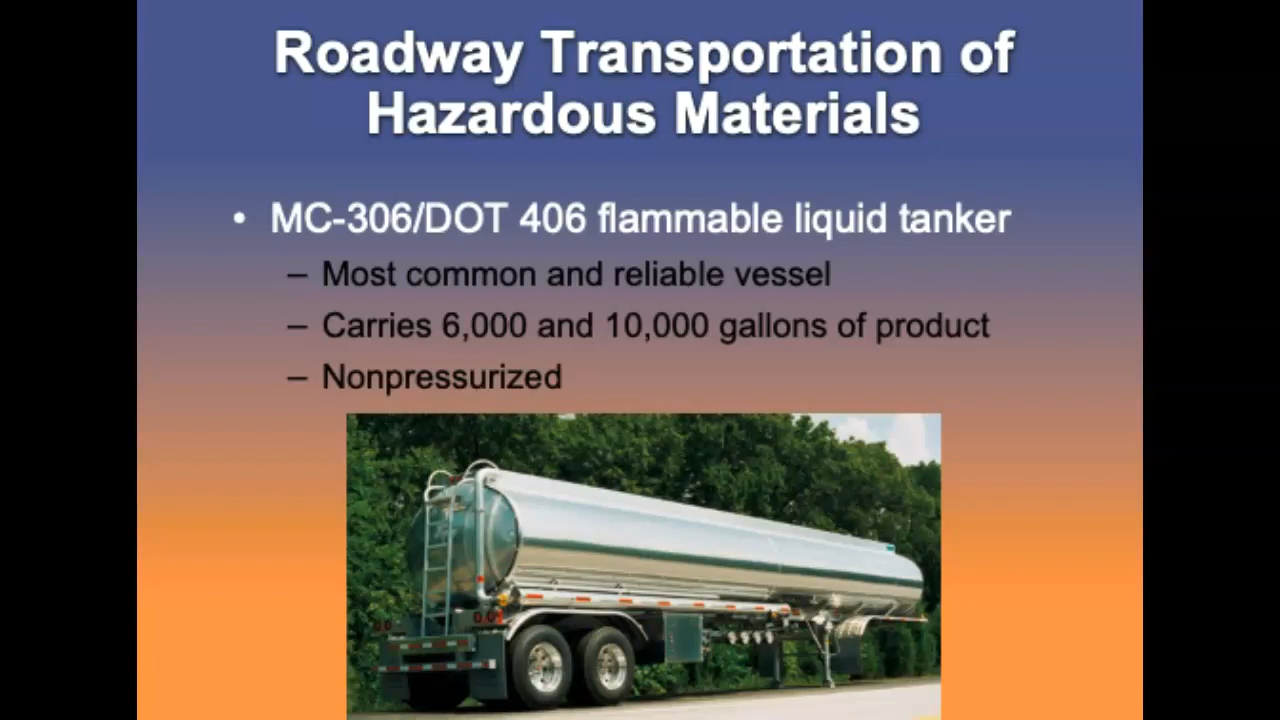 Roadway Transportation of
Hazardous Materials
• MC-306/DOT 406 flammable liquid tanker
– Most common and reliable vessel
– Carries 6,000 and 10,000 gallons of product
– Nonpressurized